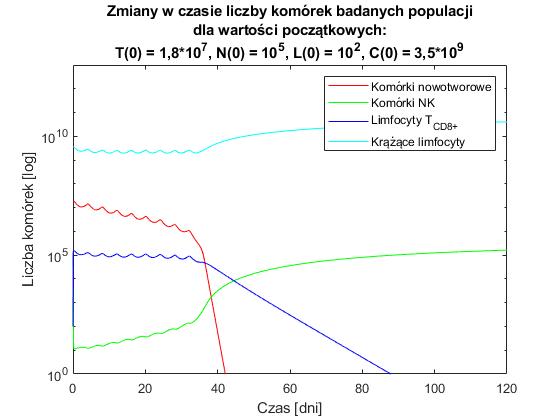 Zmiany w czasie liczby komórek badanych populacji
dla wartości początkowych:
T(0) = 1,8*10^7, N(0) = 10^5, L(0) = 10^2, C(0) = 3,5*10^9
Komórki nowotworowe
Komórki NK
Limfocyty T_CD8+
Krążące limfocyty
Liczba komórek [log]
10^10
10^5
10^0
0 20 40 60 80 100 120
Czas [dni]